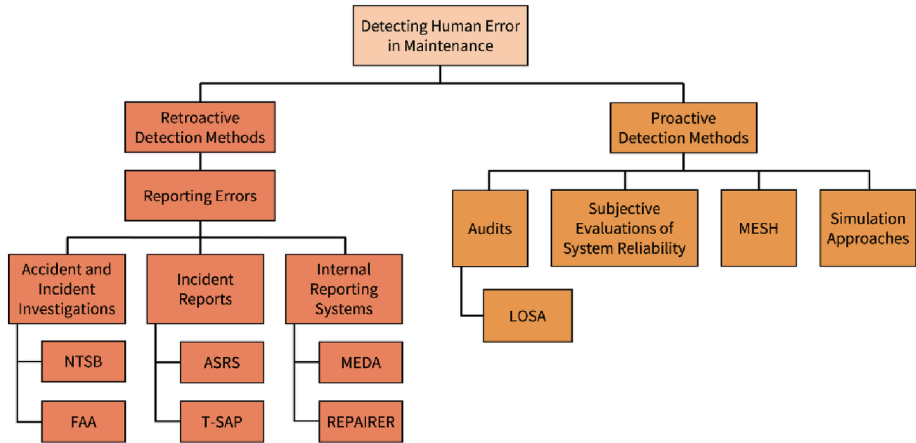 Detecting Human Error
in Maintenance
Retroactive
Detection Methods
Proactive
Detection Methods
Reporting Errors
Audits
Subjective
Evaluations of
System Reliability
MESH
Simulation
Approaches
Accident and
Incident
Investigations
Incident
Reports
Internal
Reporting
Systems
LOSA
NTSB
ASRS
MEDA
FAA
T-SAP
REPAIRER